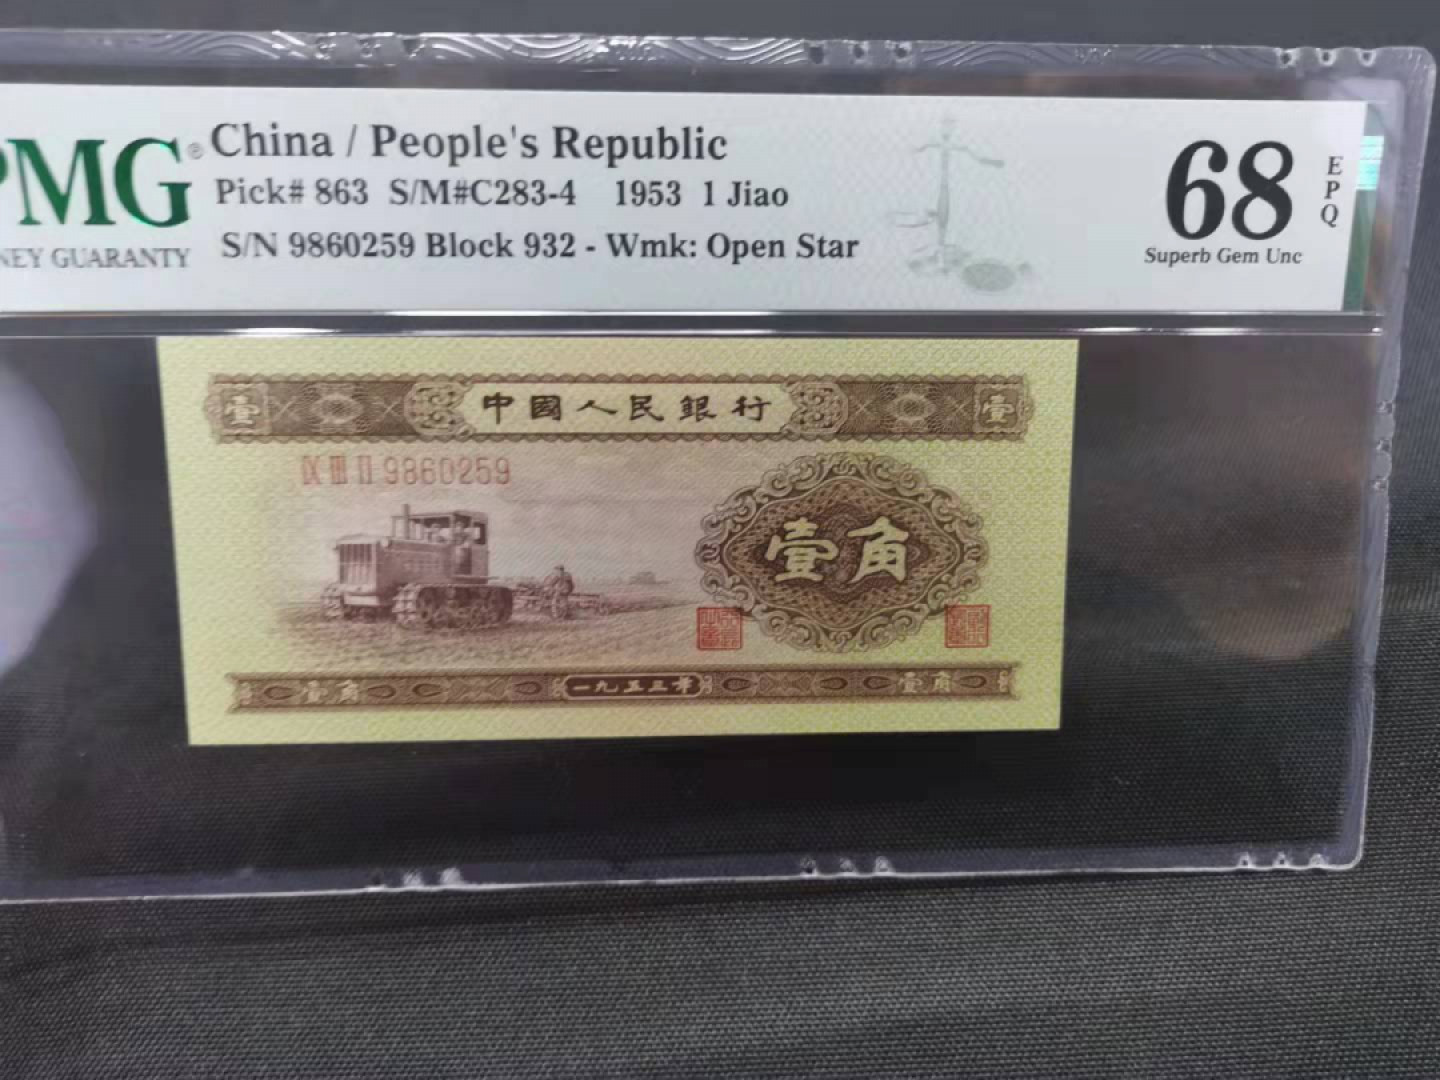 PMG® China / People's Republic
Pick# 863 S/M#C283-4 1953 1 Jiao
NEY GUARANTY S/N 9860259 Block 932 - Wmk: Open Star
68 EPQ
Superb Gem Unc
壹 中國人民銀行 壹
IX III II 9860259
壹角
壹角 一九五三年 壹角